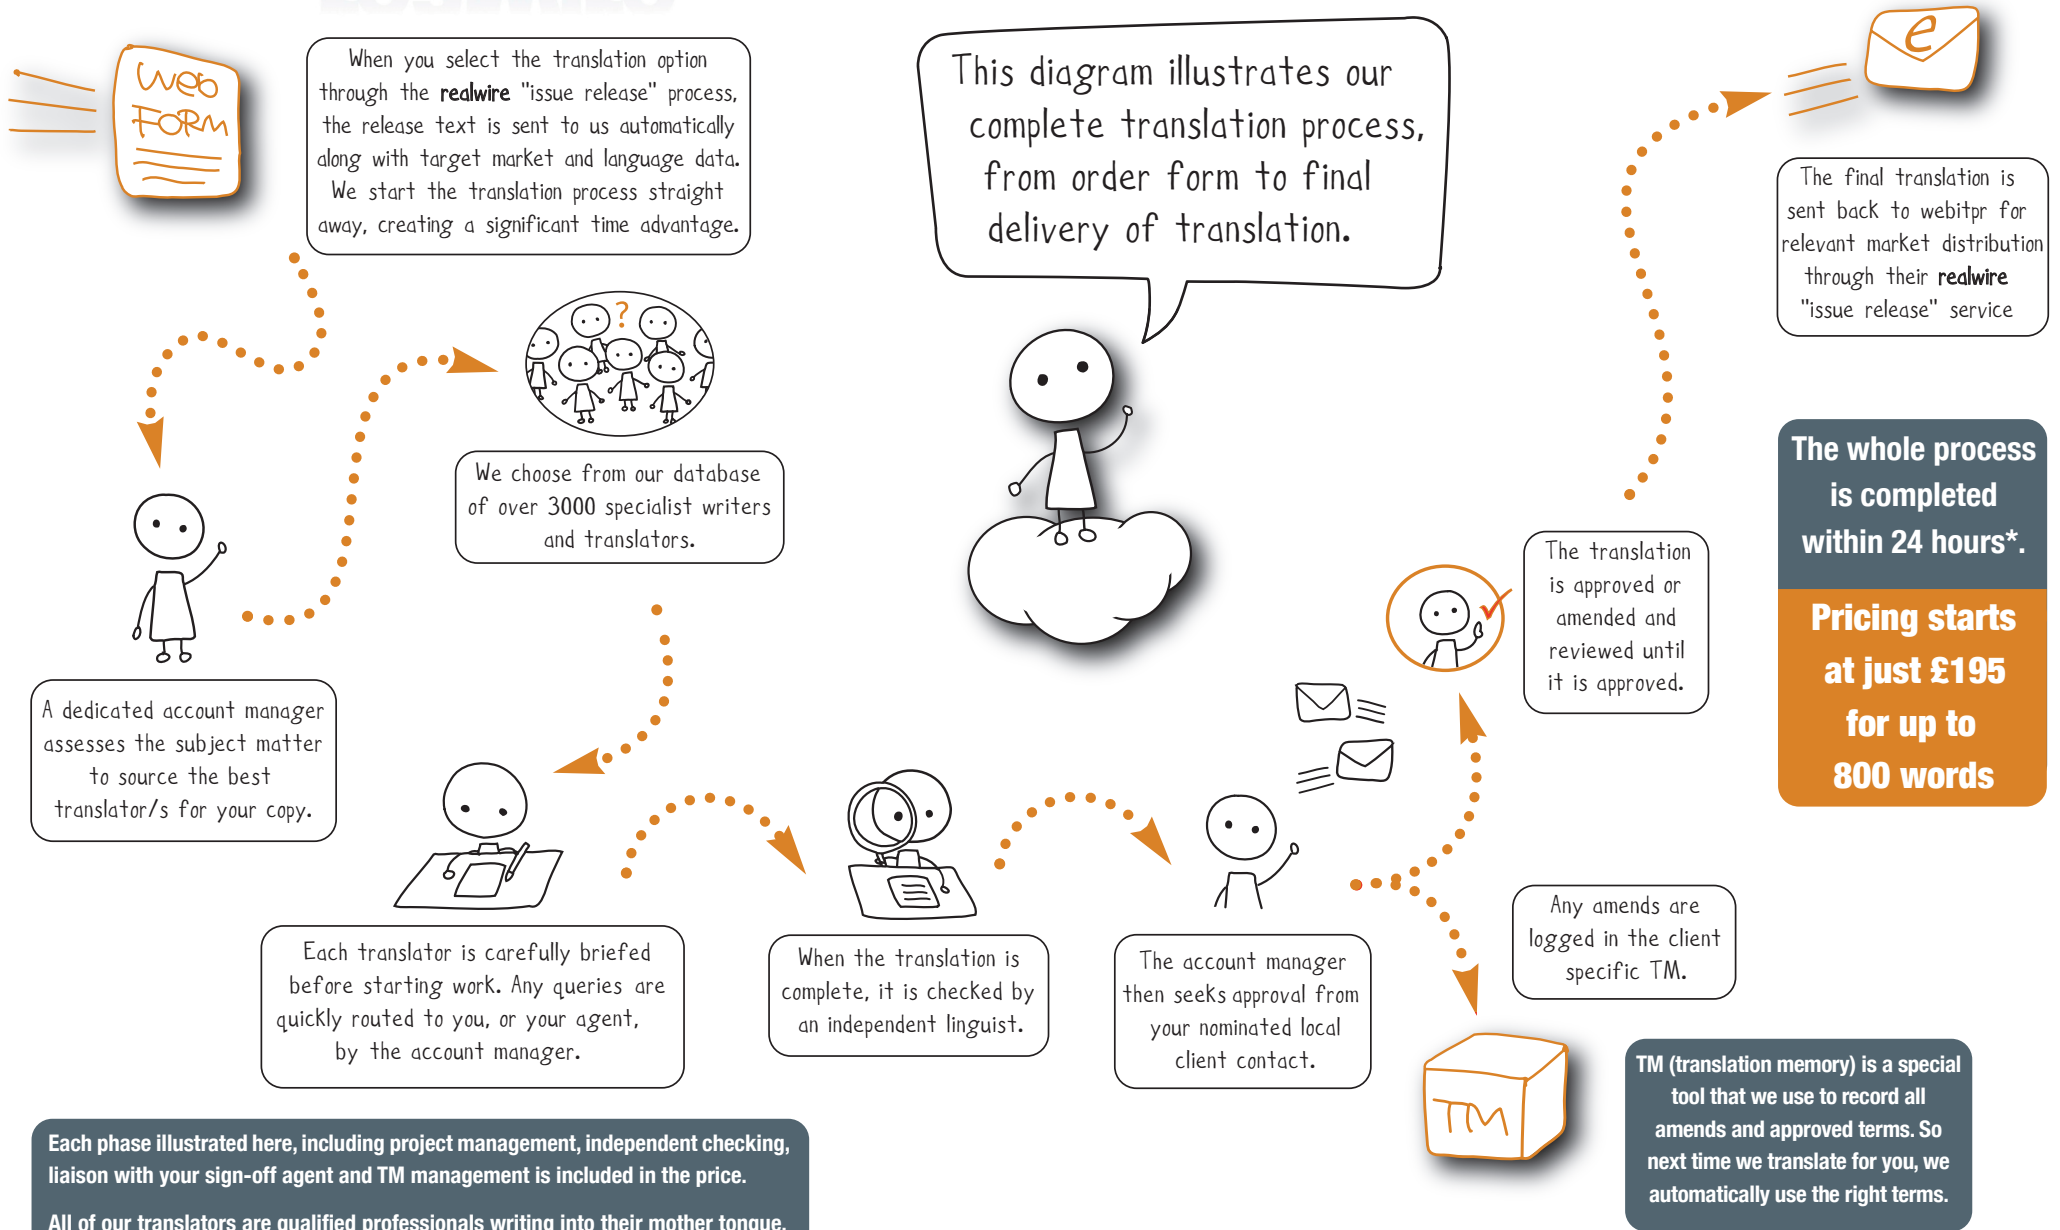 Web
FORM
When you select the translation option
through the realwire "issue release" process,
the release text is sent to us automatically
along with target market and language data.
We start the translation process straight
away, creating a significant time advantage.
This diagram illustrates our
complete translation process,
from order form to final
delivery of translation.
e
The final translation is
sent back to webitpr for
relevant market distribution
through their realwire
"issue release" service
?
We choose from our database
of over 3000 specialist writers
and translators.
The whole process
is completed
within 24 hours*.
Pricing starts
at just £195
for up to
800 words
The translation
is approved or
amended and
reviewed until
it is approved.
A dedicated account manager
assesses the subject matter
to source the best
translator/s for your copy.
Each translator is carefully briefed
before starting work. Any queries are
quickly routed to you, or your agent,
by the account manager.
When the translation is
complete, it is checked by
an independent linguist.
The account manager
then seeks approval from
your nominated local
client contact.
Any amends are
logged in the client
specific TM.
TM
TM (translation memory) is a special
tool that we use to record all
amends and approved terms. So
next time we translate for you, we
automatically use the right terms.
Each phase illustrated here, including project management, independent checking,
liaison with your sign-off agent and TM management is included in the price.
All of our translators are qualified professionals writing into their mother tongue.